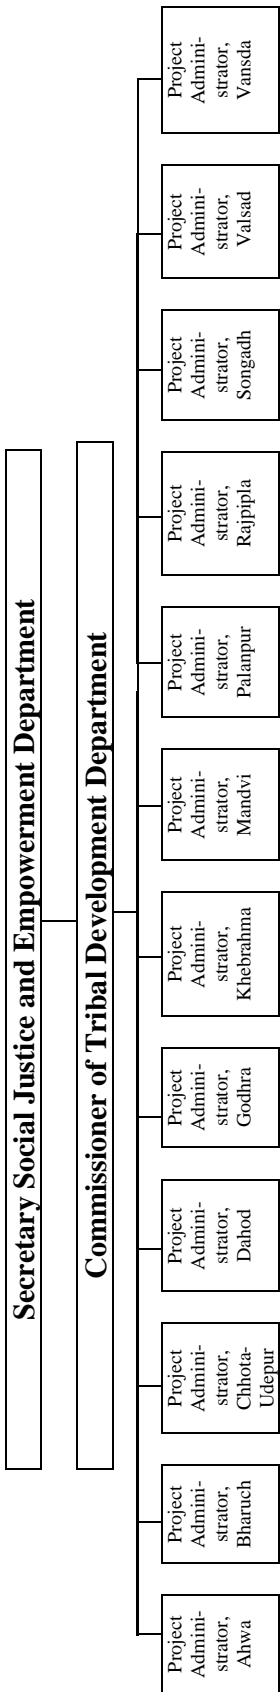 Secretary Social Justice and Empowerment Department
Commissioner of Tribal Development Department
Project
Admini-
strator,
Ahwa
Project
Admini-
strator,
Bharuch
Project
Admini-
strator,
Chhota-
Udepur
Project
Admini-
strator,
Dahod
Project
Admini-
strator,
Godhra
Project
Admini-
strator,
Khebrahma
Project
Admini-
strator,
Mandvi
Project
Admini-
strator,
Palanpur
Project
Admini-
strator,
Rajpipla
Project
Admini-
strator,
Songadh
Project
Admini-
strator,
Valsad
Project
Admini-
strator,
Vansda